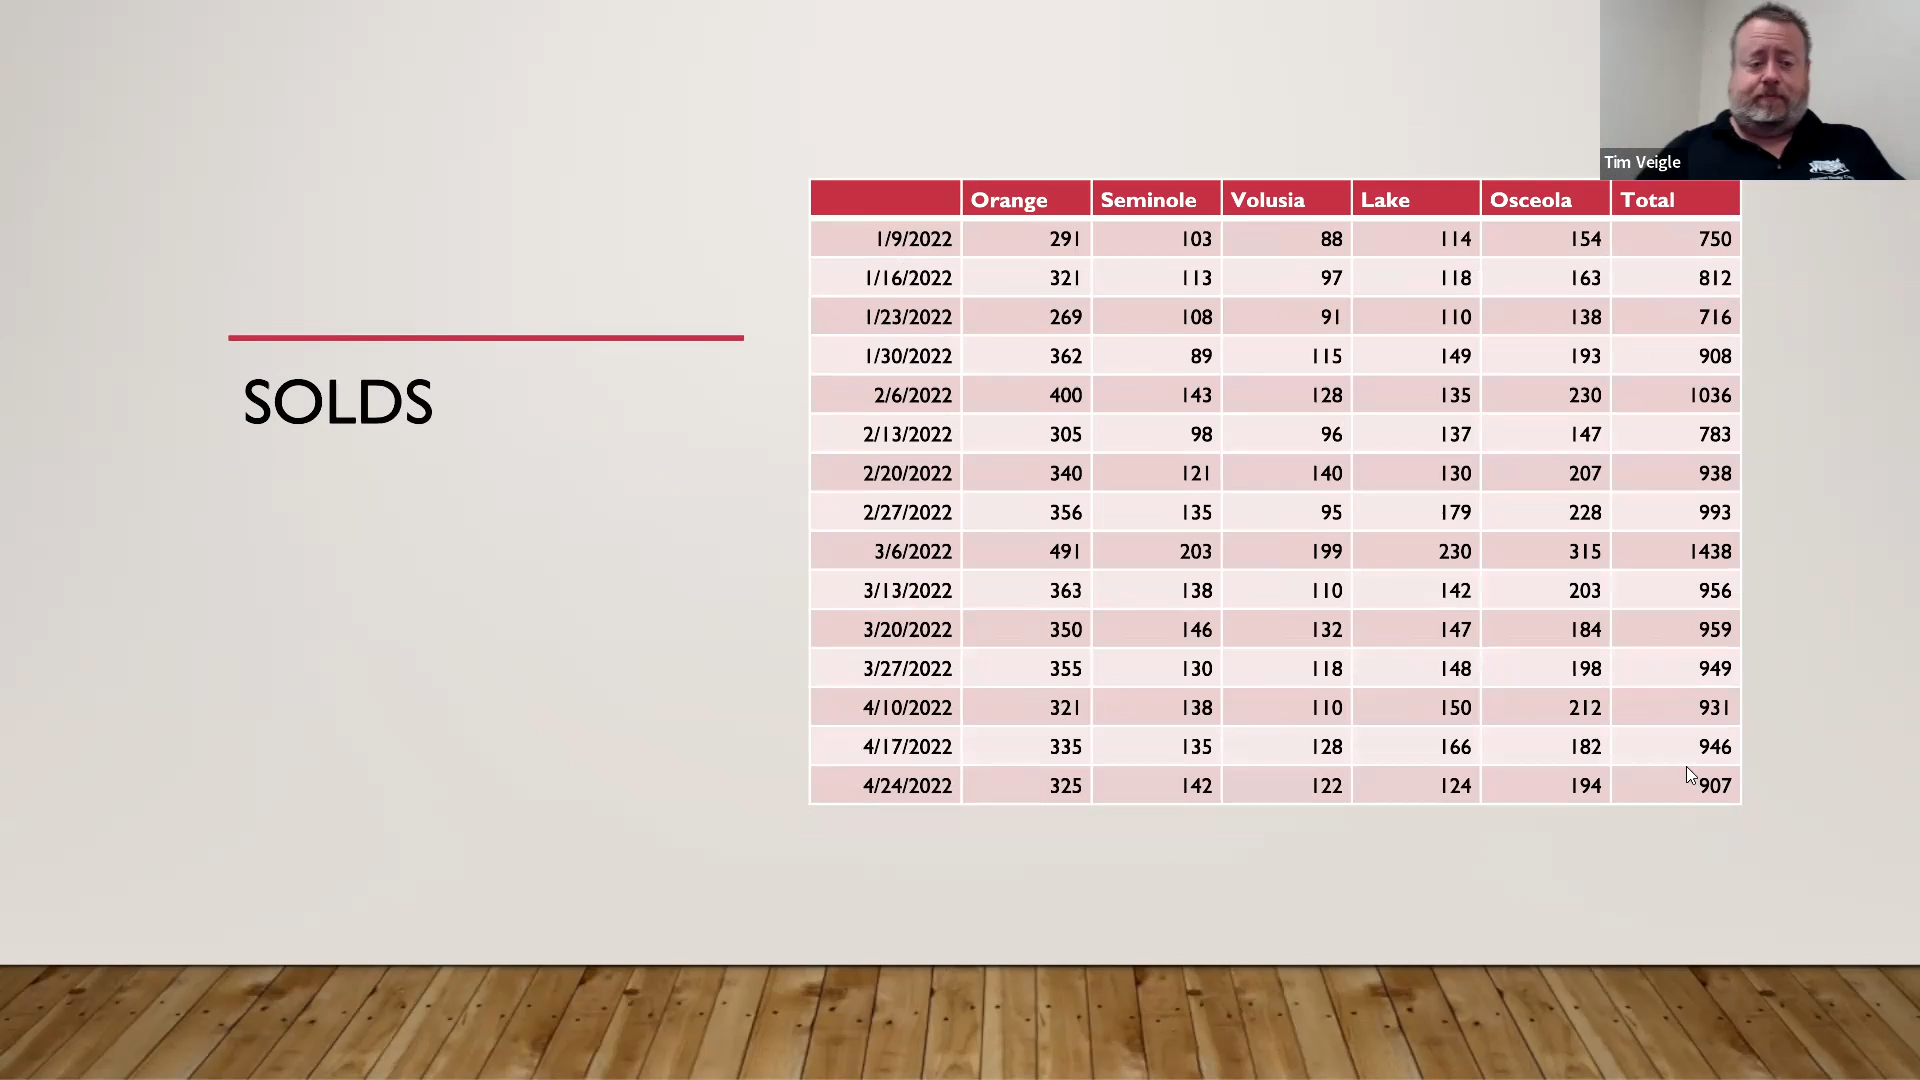 Tim Veigle
Orange Seminole Volusia Lake Osceola Total
1/9/2022 291 103 88 114 154 750
1/16/2022 321 113 97 118 163 812
1/23/2022 269 108 91 110 138 716
1/30/2022 362 89 115 149 193 908
2/6/2022 400 143 128 135 230 1036
2/13/2022 305 98 96 137 147 783
2/20/2022 340 121 140 130 207 938
2/27/2022 356 135 95 179 228 993
3/6/2022 491 203 199 230 315 1438
3/13/2022 363 138 110 142 203 956
3/20/2022 350 146 132 147 184 959
3/27/2022 355 130 118 148 198 949
4/10/2022 321 138 110 150 212 931
4/17/2022 335 135 128 166 182 946
4/24/2022 325 142 122 124 194 907
SOLDS